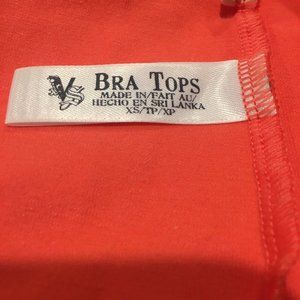 VS BRA TOPS
MADE IN/FAIT AU/
HECHO EN SRI LANKA
XS/TP/XP